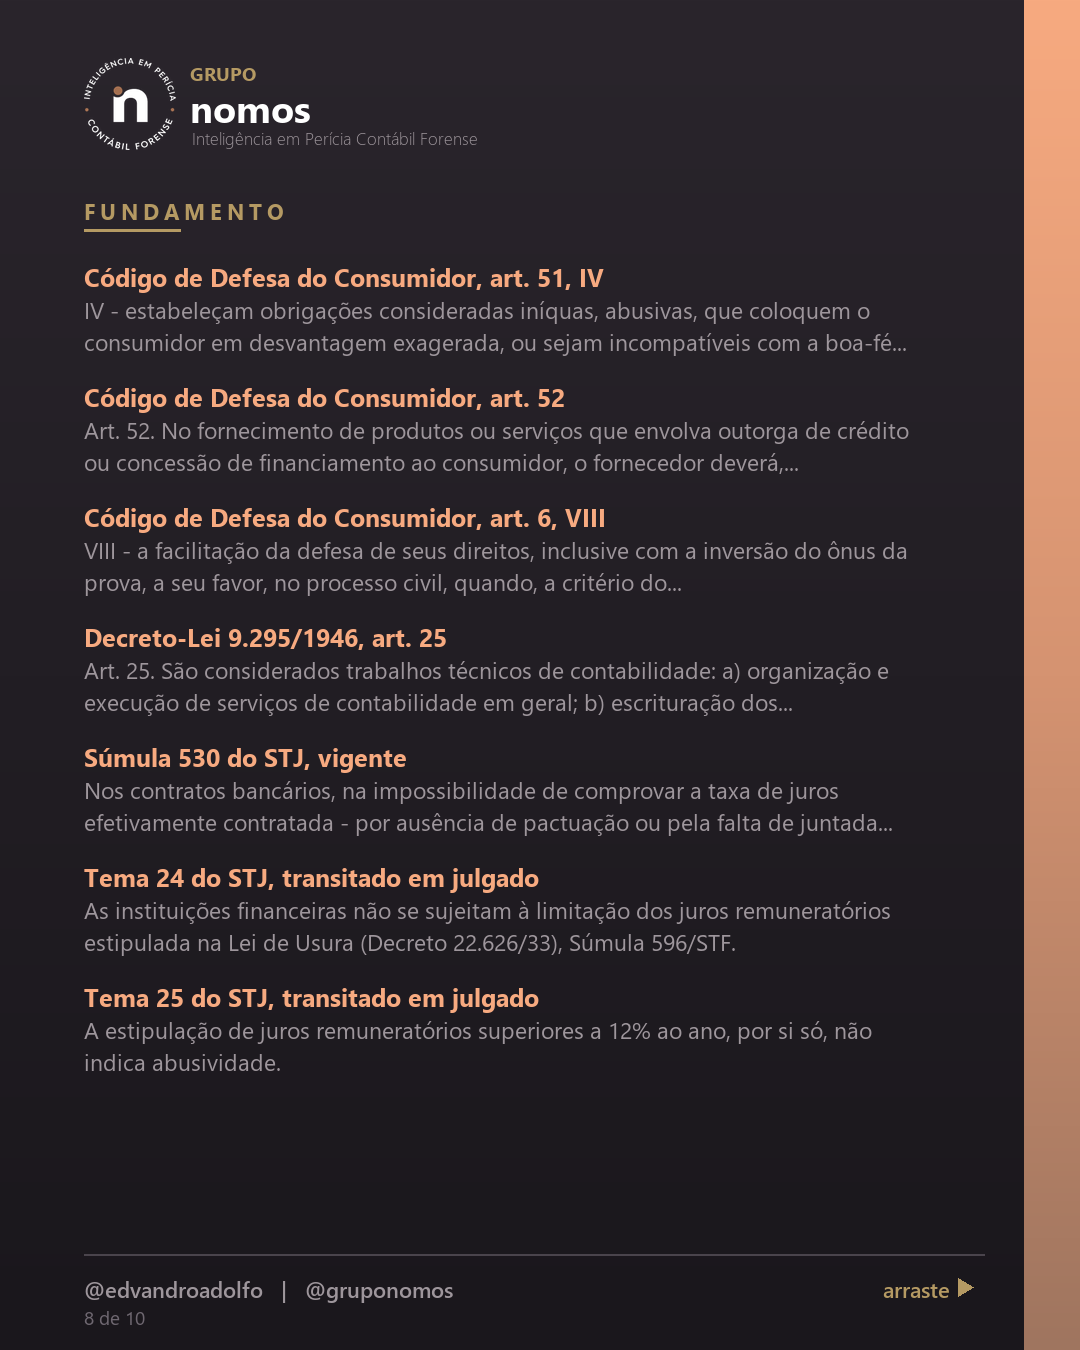 INTELIGÊNCIA EM PERÍCIA
CONTÁBIL FORENSE
n
GRUPO
nomos
Inteligência em Perícia Contábil Forense
FUNDAMENTO
Código de Defesa do Consumidor, art. 51, IV
IV - estabeleçam obrigações consideradas iníquas, abusivas, que coloquem o
consumidor em desvantagem exagerada, ou sejam incompatíveis com a boa-fé...
Código de Defesa do Consumidor, art. 52
Art. 52. No fornecimento de produtos ou serviços que envolva outorga de crédito
ou concessão de financiamento ao consumidor, o fornecedor deverá,...
Código de Defesa do Consumidor, art. 6, VIII
VIII - a facilitação da defesa de seus direitos, inclusive com a inversão do ônus da
prova, a seu favor, no processo civil, quando, a critério do...
Decreto-Lei 9.295/1946, art. 25
Art. 25. São considerados trabalhos técnicos de contabilidade: a) organização e
execução de serviços de contabilidade em geral; b) escrituração dos...
Súmula 530 do STJ, vigente
Nos contratos bancários, na impossibilidade de comprovar a taxa de juros
efetivamente contratada - por ausência de pactuação ou pela falta de juntada...
Tema 24 do STJ, transitado em julgado
As instituições financeiras não se sujeitam à limitação dos juros remuneratórios
estipulada na Lei de Usura (Decreto 22.626/33), Súmula 596/STF.
Tema 25 do STJ, transitado em julgado
A estipulação de juros remuneratórios superiores a 12% ao ano, por si só, não
indica abusividade.
@edvandroadolfo | @gruponomos
arraste
8 de 10